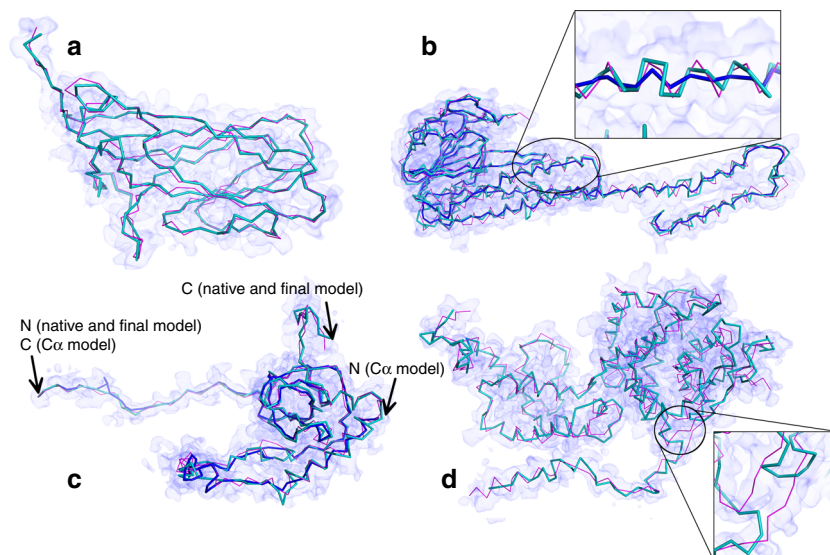 a
b
C (native and final model)
N (native and final model)
C (Cα model)
N (Cα model)
c
d